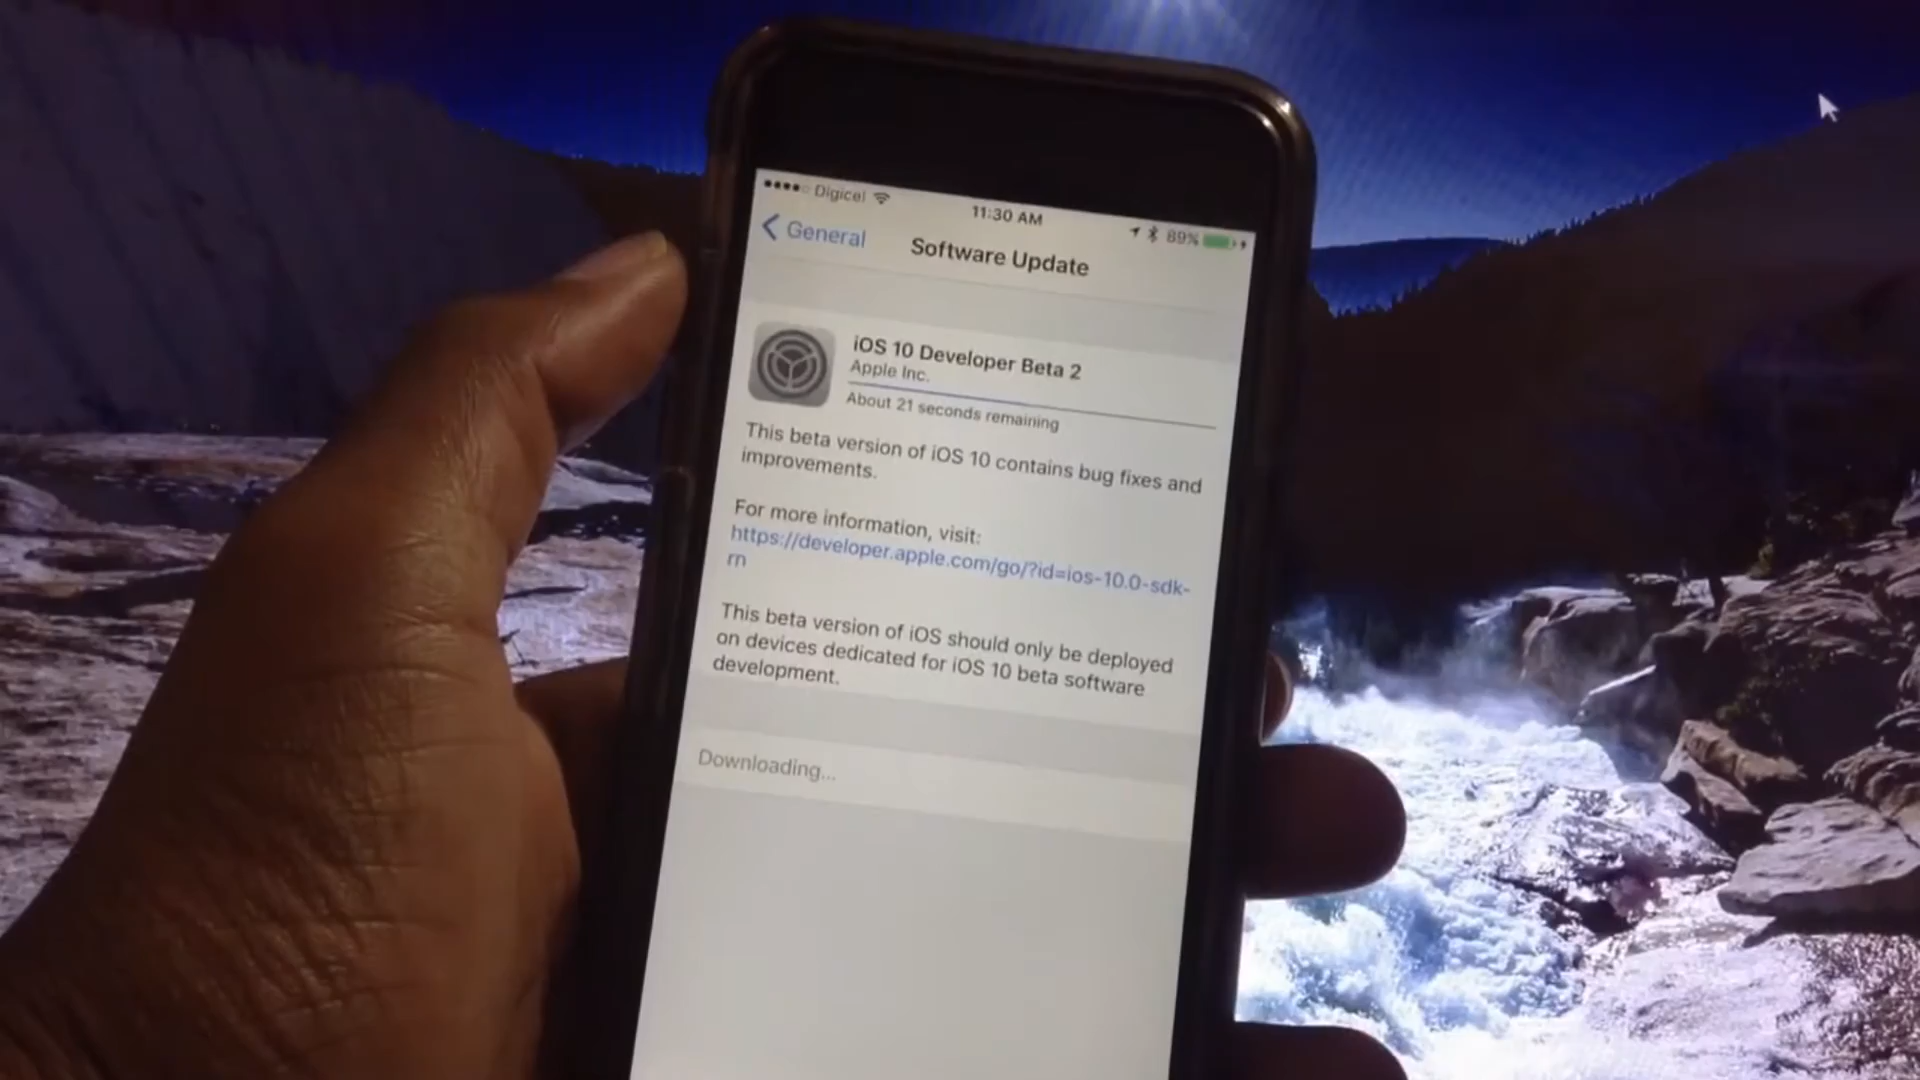 Digicel 11:30 AM 89%
General Software Update
iOS 10 Developer Beta 2
Apple Inc.
About 21 seconds remaining
This beta version of iOS 10 contains bug fixes and
improvements.
For more information, visit:
https://developer.apple.com/go/?id=ios-10.0-sdk-
rn
This beta version of iOS should only be deployed
on devices dedicated for iOS 10 beta software
development.
Downloading...